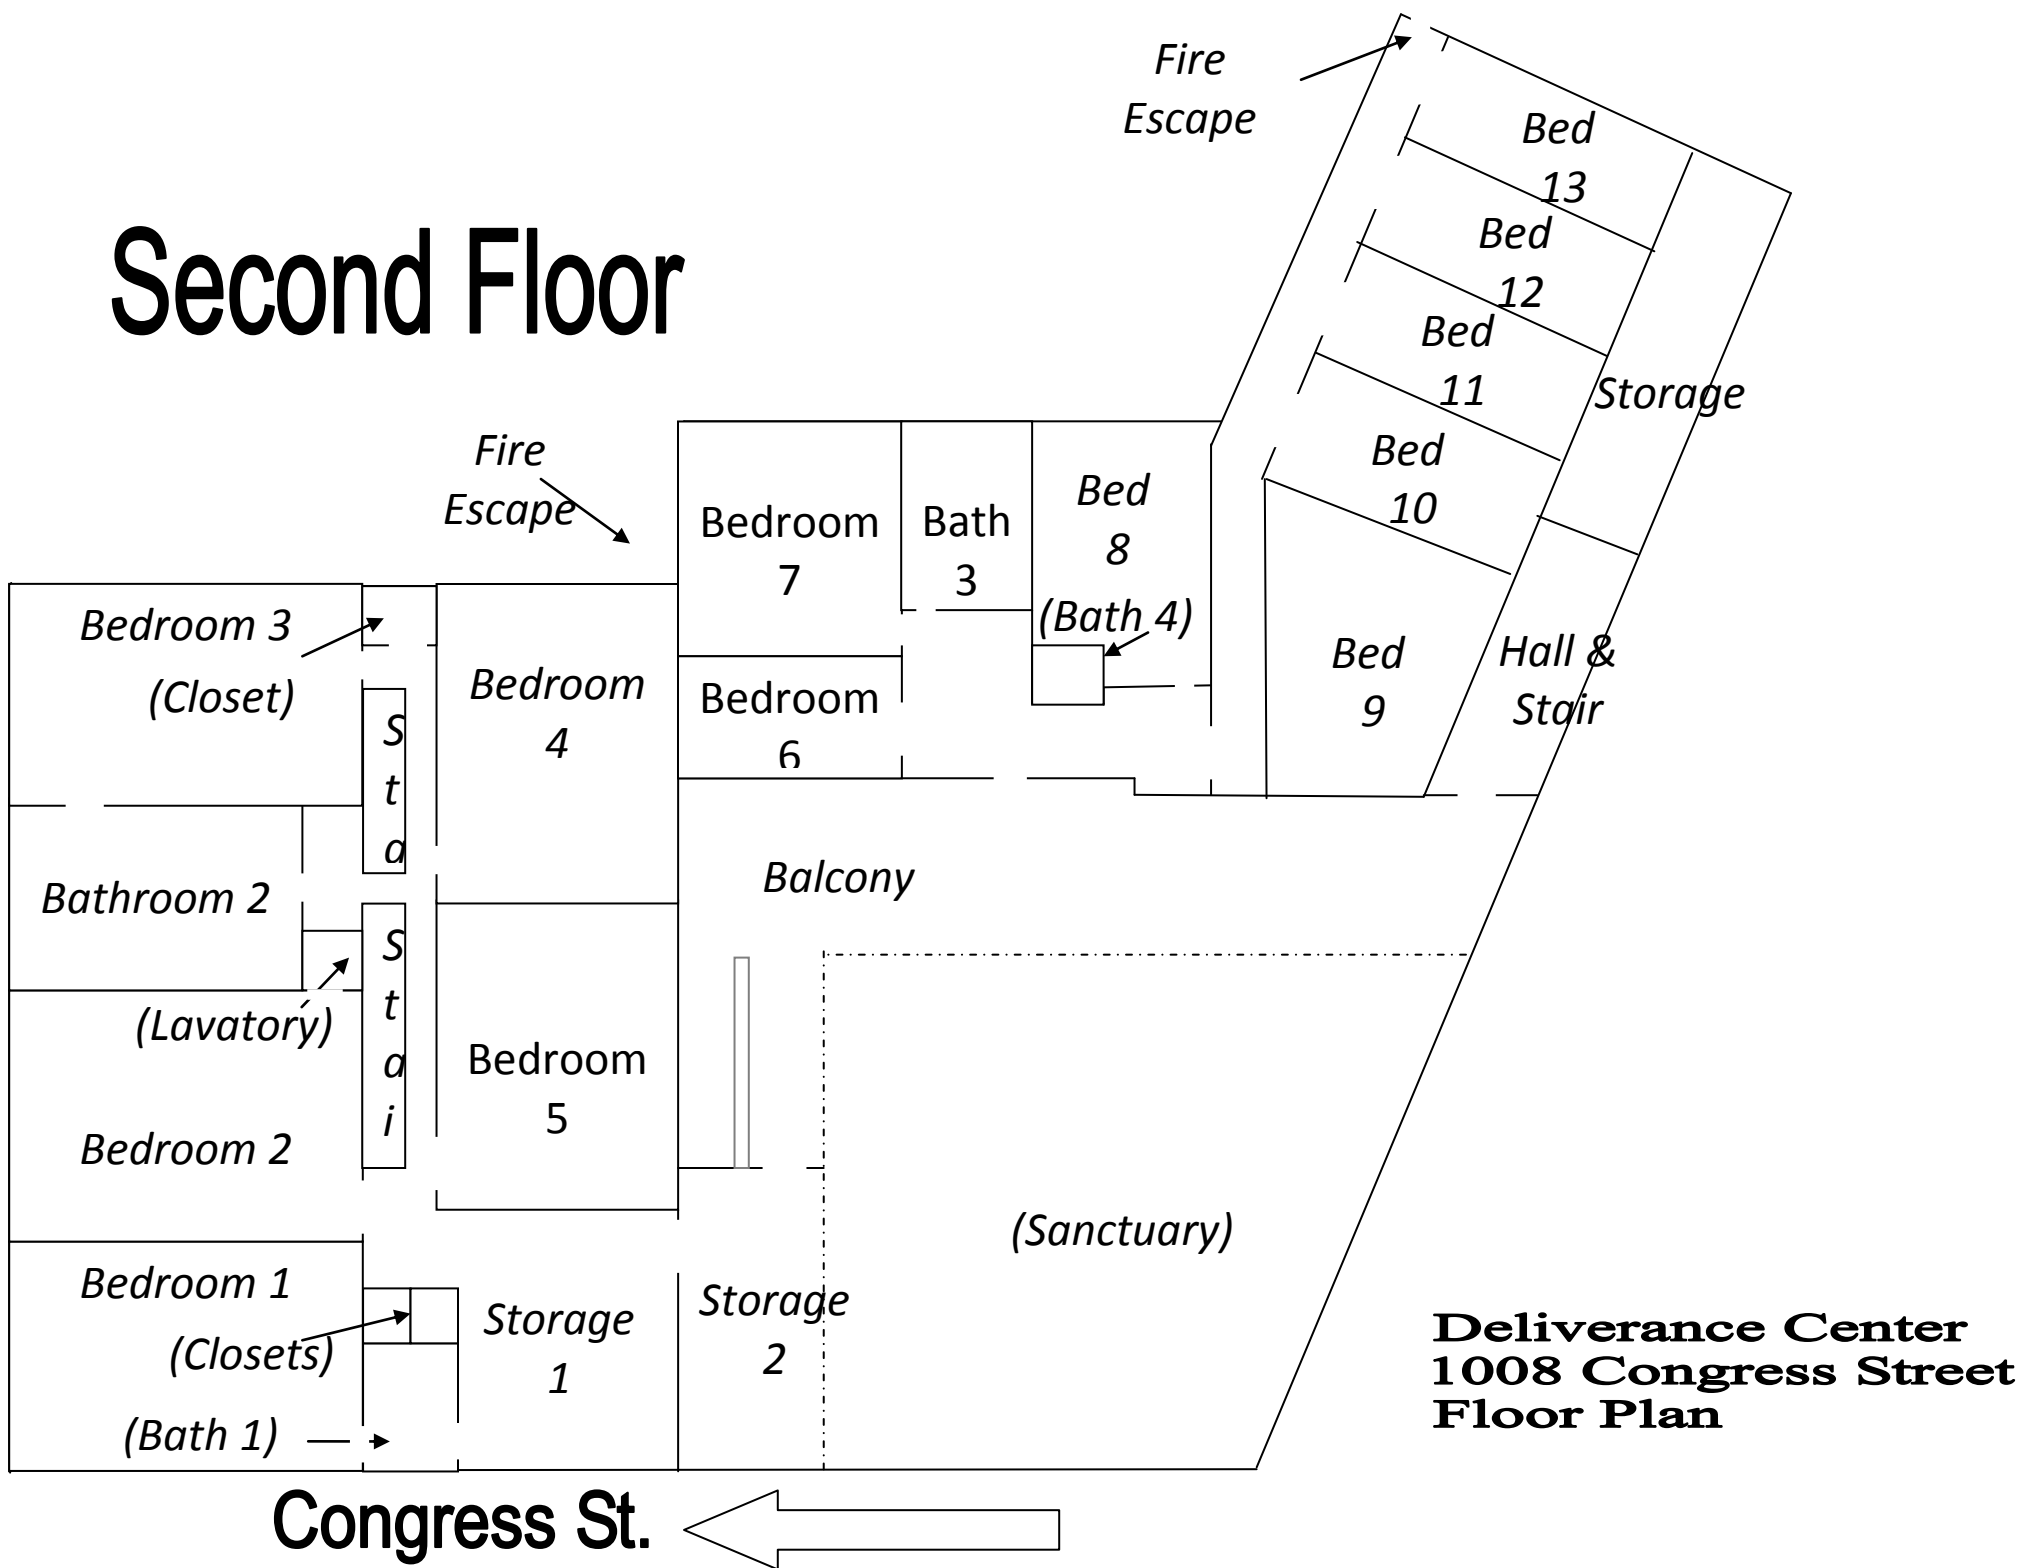 Fire
Escape
Bed
13
Bed
12
Bed
11
Bed
10
Storage
Second Floor
Fire
Escape
Bedroom
7
Bath
3
Bed
8
(Bath 4)
Bedroom 3
(Closet)
S
t
a
Bedroom
4
Bedroom
6
Bed
9
Hall &
Stair
Balcony
Bathroom 2
(Lavatory)
S
t
a
i
Bedroom
5
Bedroom 2
(Sanctuary)
Bedroom 1
(Closets)
(Bath 1)
Storage
1
Storage
2
Deliverance Center
1008 Congress Street
Floor Plan
Congress St.